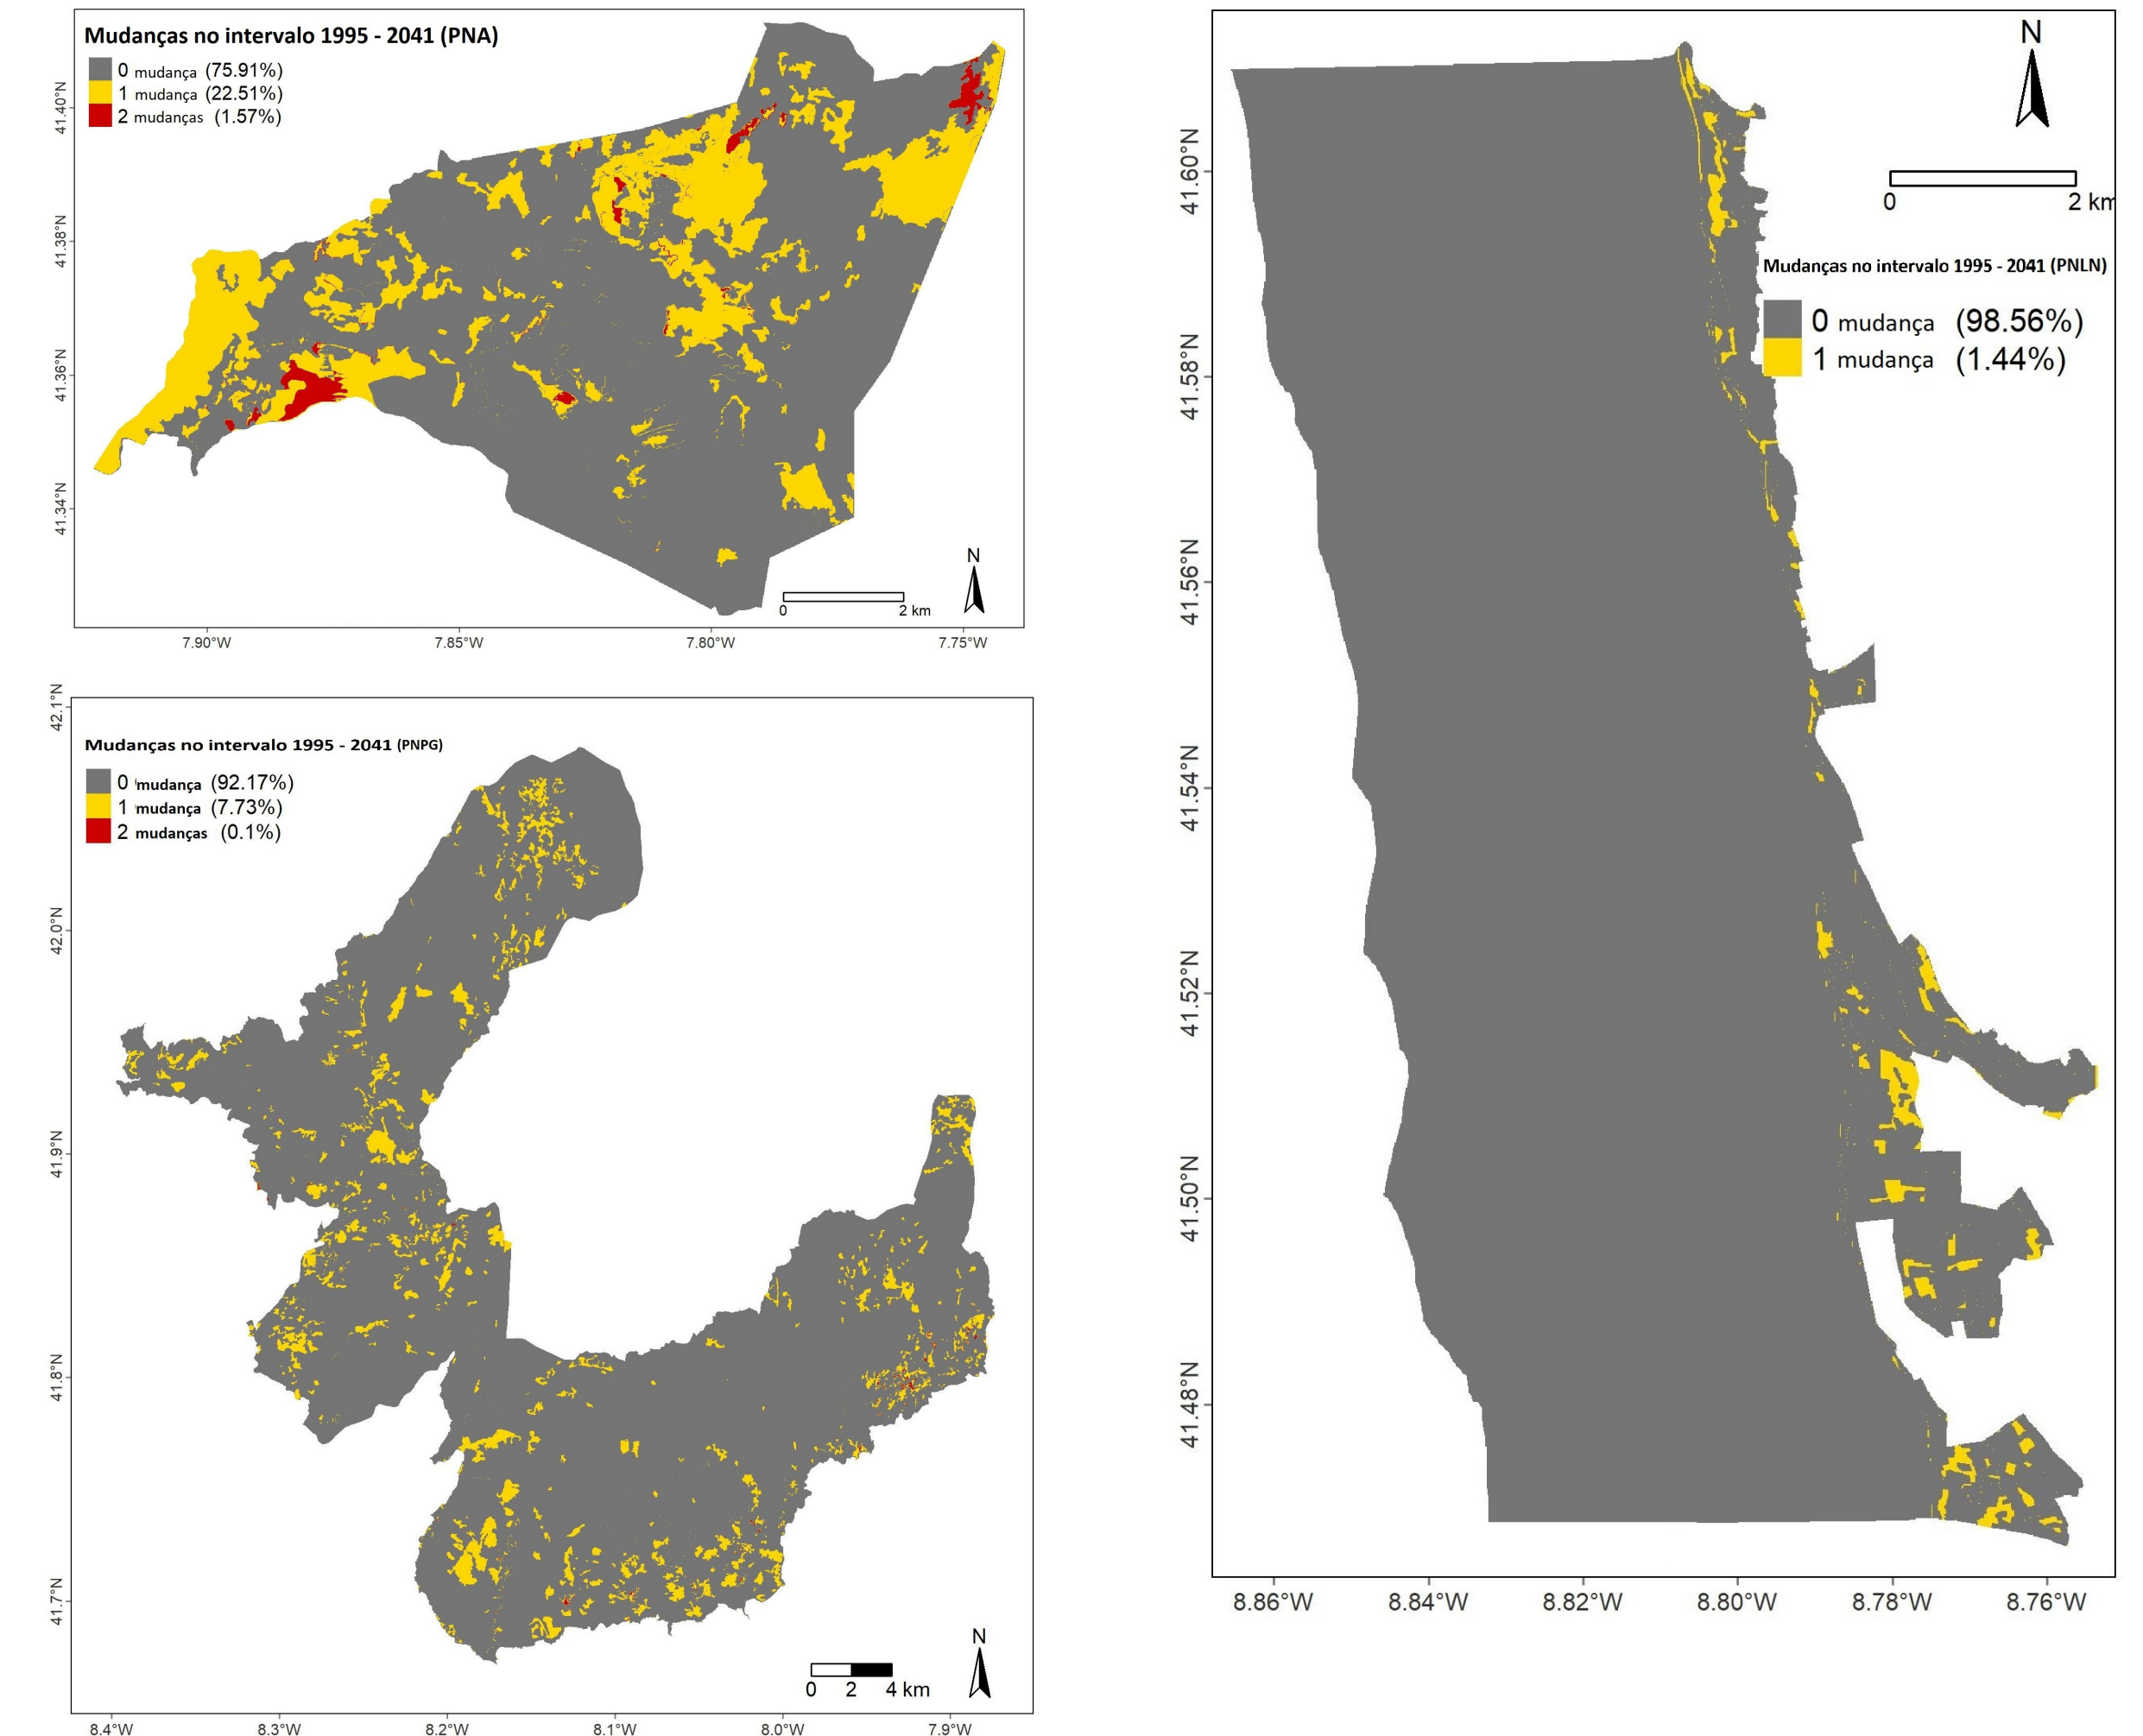 Mudanças no intervalo 1995 - 2041 (PNA)
0 mudança (75.91%)
1 mudança (22.51%)
2 mudanças (1.57%)
41.40°N
41.38°N
41.36°N
41.34°N
N
0 2 km
7.90°W 7.85°W 7.80°W 7.75°W
Mudanças no intervalo 1995 - 2041 (PNPG)
0 mudança (92.17%)
1 mudança (7.73%)
2 mudanças (0.1%)
42.1°N
42.0°N
41.9°N
41.8°N
41.7°N
N
0 2 4 km
8.4°W 8.3°W 8.2°W 8.1°W 8.0°W 7.9°W
N
0 2 km
Mudanças no intervalo 1995 - 2041 (PNLN)
0 mudança (98.56%)
1 mudança (1.44%)
41.60°N
41.58°N
41.56°N
41.54°N
41.52°N
41.50°N
41.48°N
8.86°W 8.84°W 8.82°W 8.80°W 8.78°W 8.76°W